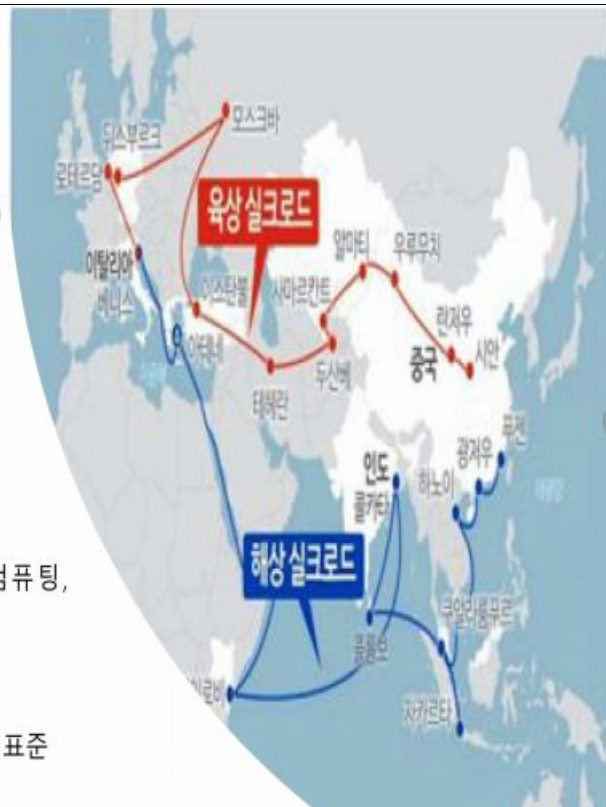 모스크바
뒤스부르크
로테르담
육상 실크로드
이탈리아
베니스
이스탄불
아테네
사마르칸트
알마티
우루무치
란저우
시안
중국
두산베
테헤란
인도
콜카타
하노이
광저우
푸젠
해상 실크로드
콜롬보
쿠알라룸푸르
자카르타
컴퓨팅,
표준